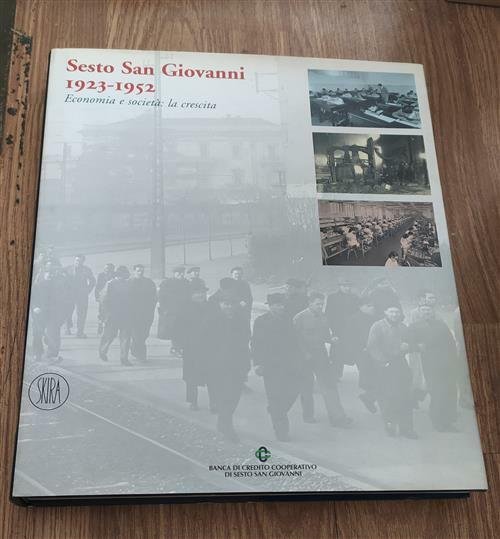 Sesto San Giovanni
1923-1952
Economia e società: la crescita
SKIRA
BANCA DI CREDITO COOPERATIVO
DI SESTO SAN GIOVANNI